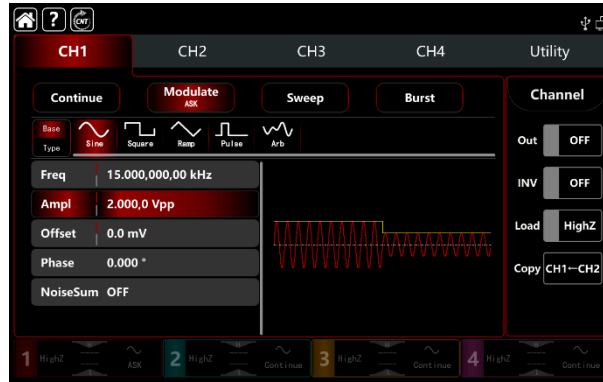 ? CNT
CH1 CH2 CH3 CH4 Utility
Continue Modulate Sweep Burst Channel
ASK
Base
Type Sine Square Ramp Pulse Arb
Out OFF
Freq 15.000,000,00 kHz
INV OFF
Ampl 2.000,0 Vpp
Load HighZ
Offset 0.0 mV
Phase 0.000 °
Copy CH1←CH2
NoiseSum OFF
1 HighZ ASK 2 HighZ Continue 3 HighZ Continue 4 HighZ Continue